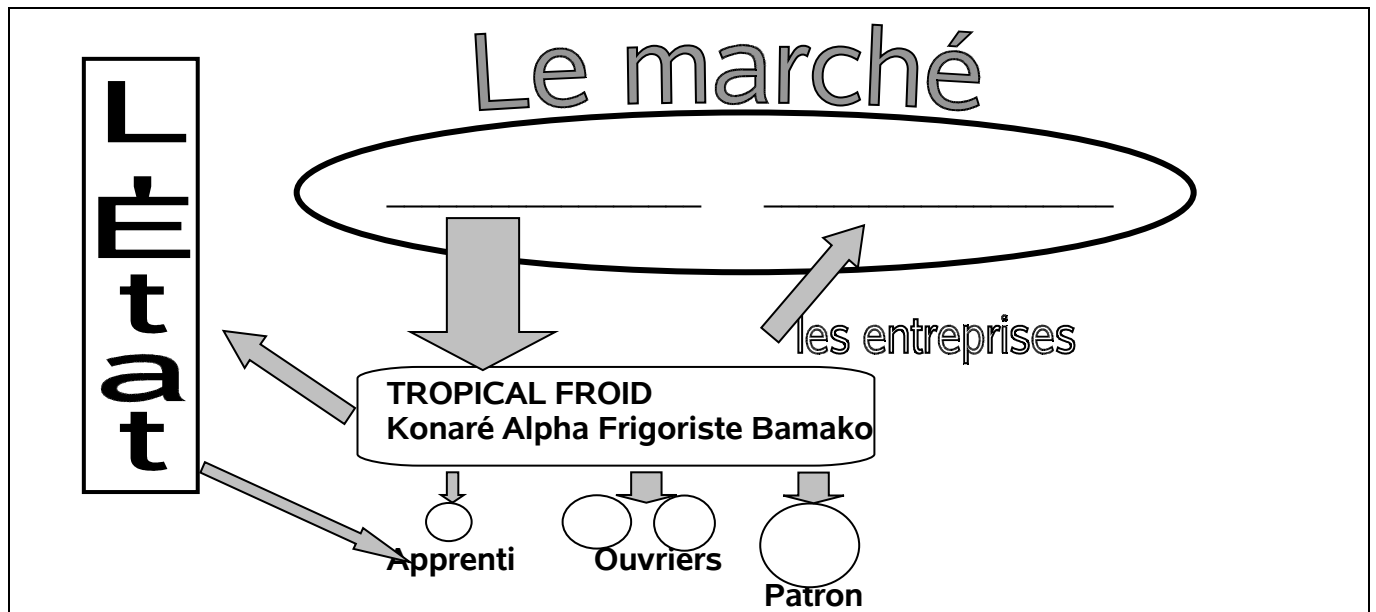 Le marché
L'État
les entreprises
TROPICAL FROID
Konaré Alpha Frigoriste Bamako
Apprenti
Ouvriers
Patron